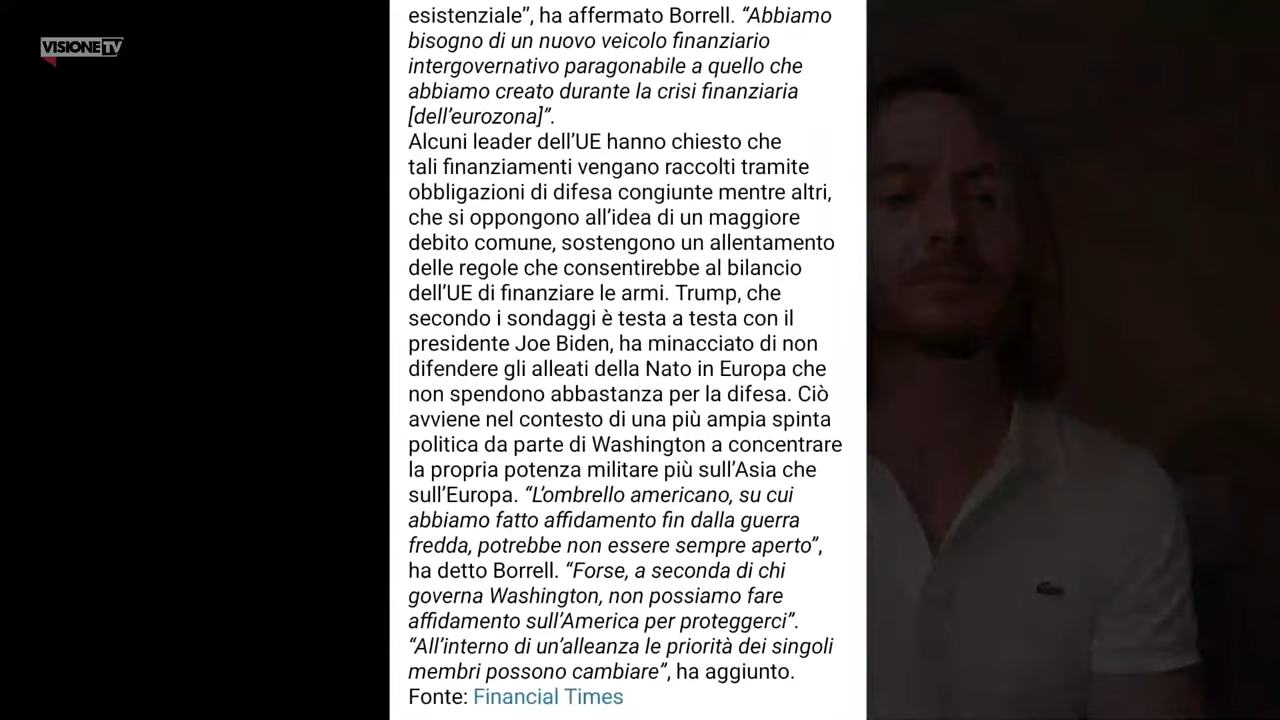 VISIONETV
esistenziale”, ha affermato Borrell. “Abbiamo
bisogno di un nuovo veicolo finanziario
intergovernativo paragonabile a quello che
abbiamo creato durante la crisi finanziaria
[dell’eurozona]”.
Alcuni leader dell’UE hanno chiesto che
tali finanziamenti vengano raccolti tramite
obbligazioni di difesa congiunte mentre altri,
che si oppongono all’idea di un maggiore
debito comune, sostengono un allentamento
delle regole che consentirebbe al bilancio
dell’UE di finanziare le armi. Trump, che
secondo i sondaggi è testa a testa con il
presidente Joe Biden, ha minacciato di non
difendere gli alleati della Nato in Europa che
non spendono abbastanza per la difesa. Ciò
avviene nel contesto di una più ampia spinta
politica da parte di Washington a concentrare
la propria potenza militare più sull’Asia che
sull’Europa. “L’ombrello americano, su cui
abbiamo fatto affidamento fin dalla guerra
fredda, potrebbe non essere sempre aperto”,
ha detto Borrell. “Forse, a seconda di chi
governa Washington, non possiamo fare
affidamento sull’America per proteggerci”.
“All’interno di un’alleanza le priorità dei singoli
membri possono cambiare”, ha aggiunto.
Fonte: Financial Times